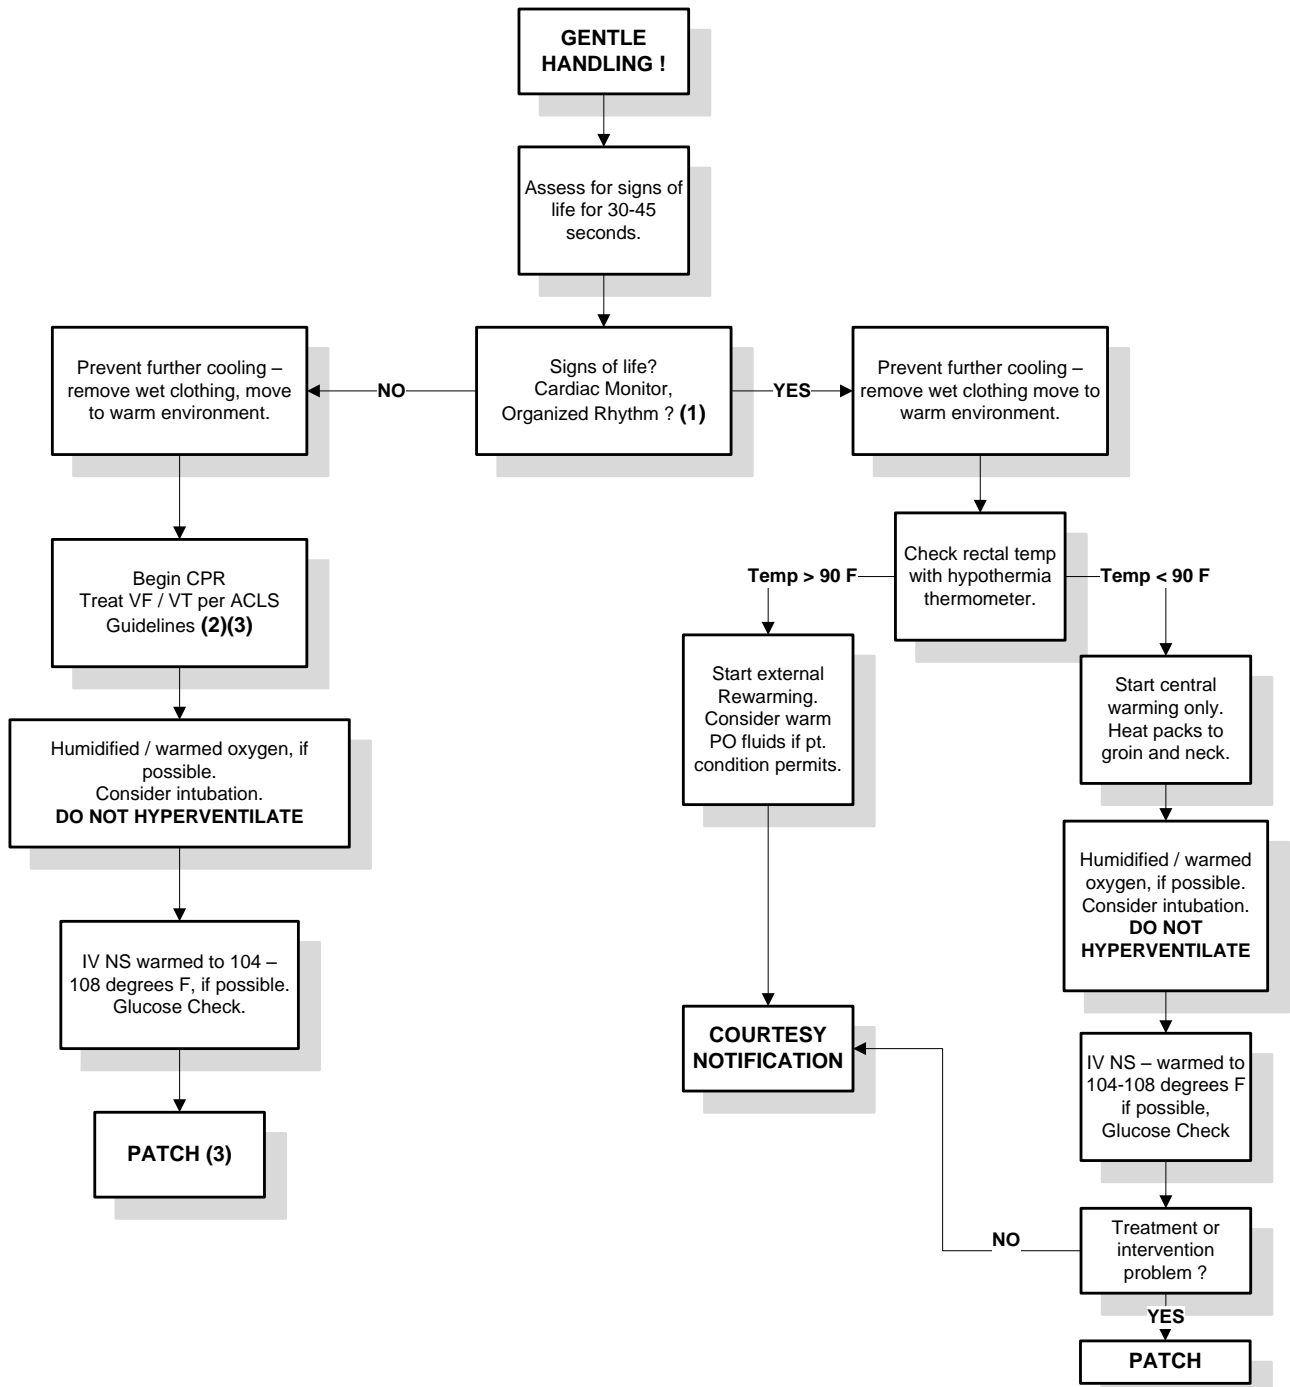 GENTLE
HANDLING !
Assess for signs of
life for 30-45
seconds.
Signs of life?
Cardiac Monitor,
Organized Rhythm ? (1)
NO
YES
Prevent further cooling –
remove wet clothing, move
to warm environment.
Begin CPR
Treat VF / VT per ACLS
Guidelines (2)(3)
Humidified / warmed oxygen, if
possible.
Consider intubation.
DO NOT HYPERVENTILATE
IV NS warmed to 104 –
108 degrees F, if possible.
Glucose Check.
PATCH (3)
Prevent further cooling –
remove wet clothing move to
warm environment.
Check rectal temp
with hypothermia
thermometer.
Temp > 90 F
Temp < 90 F
Start external
Rewarming.
Consider warm
PO fluids if pt.
condition permits.
COURTESY
NOTIFICATION
Start central
warming only.
Heat packs to
groin and neck.
Humidified / warmed
oxygen, if possible.
Consider intubation.
DO NOT
HYPERVENTILATE
IV NS – warmed to
104-108 degrees F
if possible,
Glucose Check
Treatment or
intervention
problem ?
NO
YES
PATCH